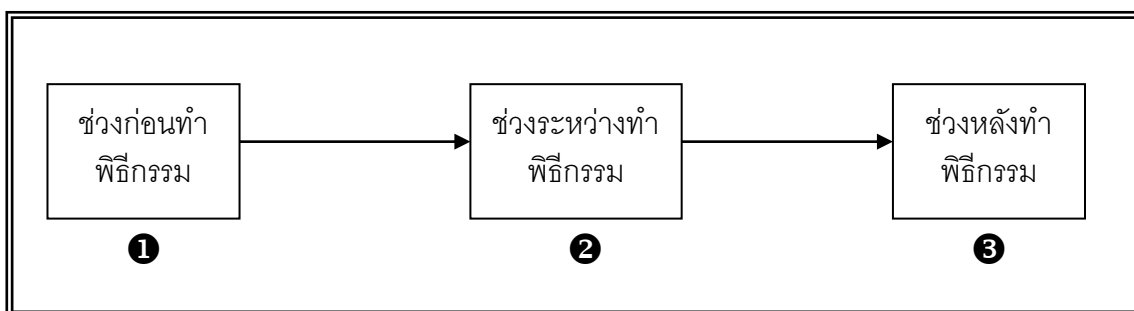 ช่วงก่อนทำ
พิธีกรรม
❶
ช่วงระหว่างทำ
พิธีกรรม
❷
ช่วงหลังทำ
พิธีกรรม
❸